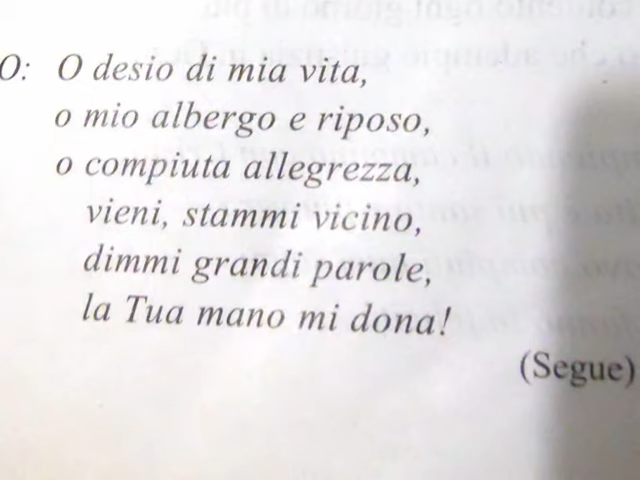 O: O desio di mia vita,
o mio albergo e riposo,
o compiuta allegrezza,
vieni, stammi vicino,
dimmi grandi parole,
la Tua mano mi dona!
(Segue)